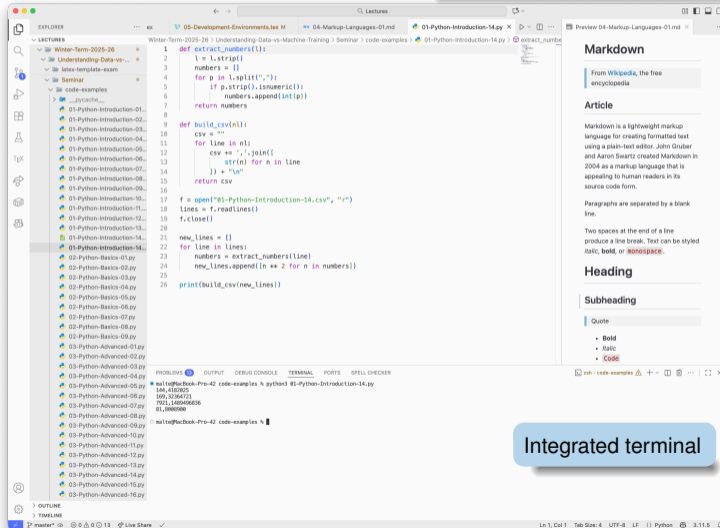 Lectures
EXPLORER
LECTURES
Winter-Term-2025-26
Understanding-Data-vs-...
latex-template-exam
Seminar
code-examples
__pycache__
01-Python-Introduction-01...
01-Python-Introduction-02...
01-Python-Introduction-03...
01-Python-Introduction-04...
01-Python-Introduction-05...
01-Python-Introduction-06...
01-Python-Introduction-07...
01-Python-Introduction-08...
01-Python-Introduction-09...
01-Python-Introduction-10...
01-Python-Introduction-11...
01-Python-Introduction-12...
01-Python-Introduction-13...
01-Python-Introduction-14...
01-Python-Introduction-14...
02-Python-Basics-01.py
02-Python-Basics-02.py
02-Python-Basics-03.py
02-Python-Basics-04.py
02-Python-Basics-05.py
02-Python-Basics-06.py
02-Python-Basics-07.py
02-Python-Basics-08.py
02-Python-Basics-09.py
03-Python-Advanced-01.py
03-Python-Advanced-02.py
03-Python-Advanced-03.py
03-Python-Advanced-04.py
03-Python-Advanced-05.py
03-Python-Advanced-06.py
03-Python-Advanced-07.py
03-Python-Advanced-08.py
03-Python-Advanced-09.py
03-Python-Advanced-10.py
03-Python-Advanced-11.py
03-Python-Advanced-12.py
03-Python-Advanced-13.py
03-Python-Advanced-14.py
03-Python-Advanced-15.py
03-Python-Advanced-16.py
OUTLINE
TIMELINE
05-Development-Environments.tex M
04-Markup-Languages-01.md
01-Python-Introduction-14.py
Winter-Term-2025-26 > Understanding-Data-vs-Machine-Training > Seminar > code-examples > 01-Python-Introduction-14.py > extract_numbe
1 def extract_numbers(l):
2 l = l.strip()
3 numbers = []
4 for p in l.split(","):
5 if p.strip().isnumeric():
6 numbers.append(int(p))
7 return numbers
8
9 def build_csv(nl):
10 csv = ""
11 for line in nl:
12 csv += ','.join([
13 str(n) for n in line
14 ]) + "\n"
15 return csv
16
17 f = open("01-Python-Introduction-14.csv", "r")
18 lines = f.readlines()
19 f.close()
20
21 new_lines = []
22 for line in lines:
23 numbers = extract_numbers(line)
24 new_lines.append([n ** 2 for n in numbers])
25
26 print(build_csv(new_lines))
Preview 04-Markup-Languages-01.md
Markdown
From Wikipedia, the free
encyclopedia
Article
Markdown is a lightweight markup
language for creating formatted text
using a plain-text editor. John Gruber
and Aaron Swartz created Markdown in
2004 as a markup language that is
appealing to human readers in its
source code form.
Paragraphs are separated by a blank
line.
Two spaces at the end of a line
produce a line break. Text can be styled
italic, bold, or monospace.
Heading
Subheading
Quote
• Bold
• Italic
• Code
PROBLEMS 13 OUTPUT DEBUG CONSOLE TERMINAL PORTS SPELL CHECKER
zsh - code-examples
malte@MacBook-Pro-42 code-examples % python3 01-Python-Introduction-14.py
144,4182025
169,32364721
7921,1489496836
81,8008900
malte@MacBook-Pro-42 code-examples %
Integrated terminal
master* 0 0 13 Live Share
Ln 1, Col 1 Tab Size: 4 UTF-8 LF Python 3.11.5